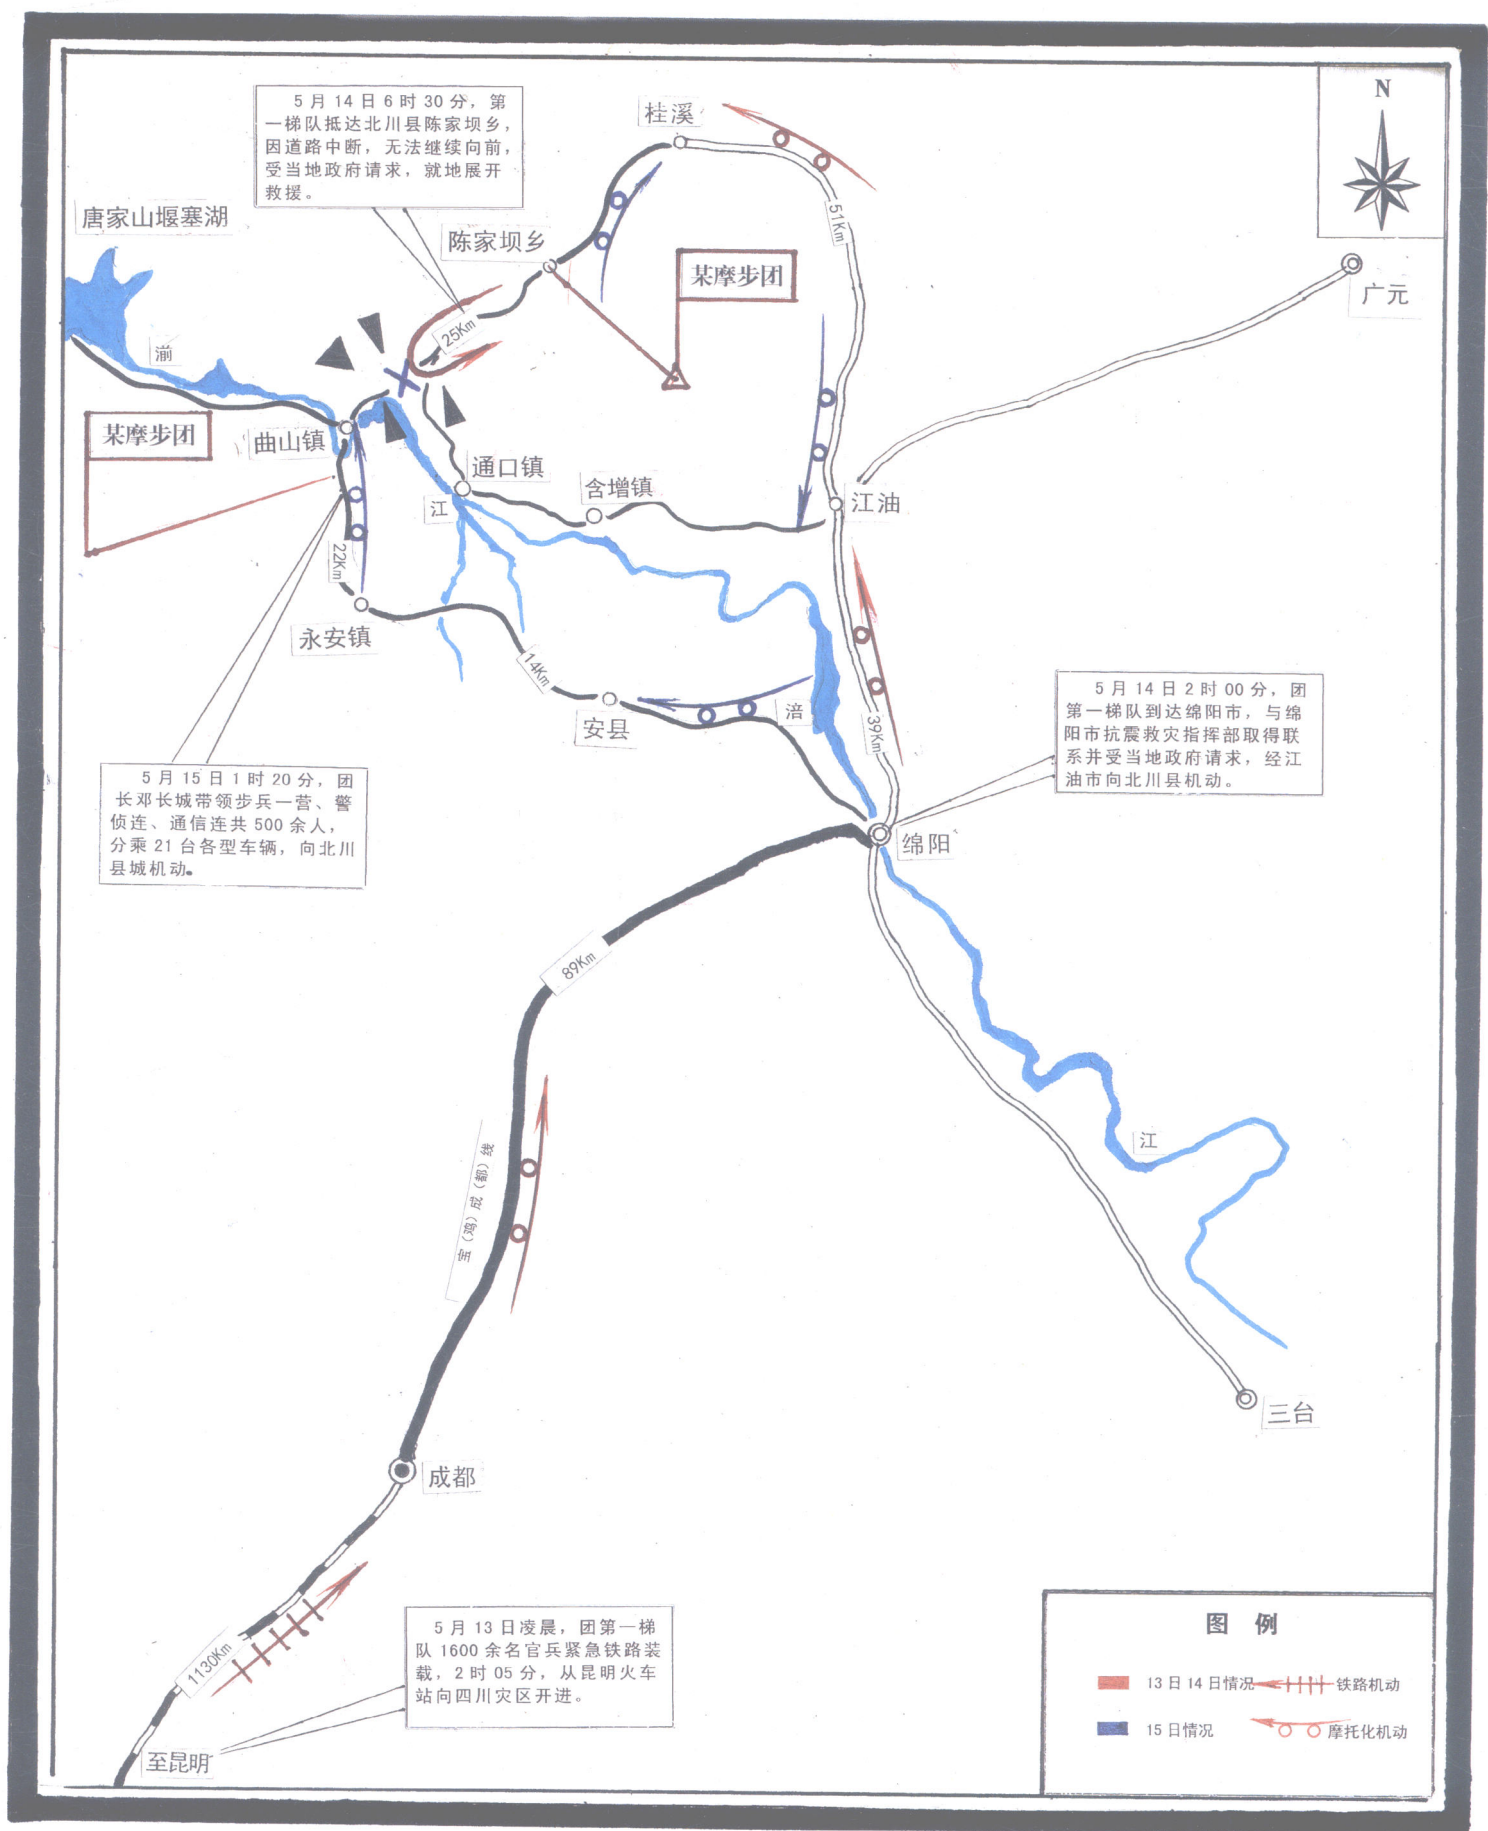 N
5月14日6时30分，第
一梯队抵达北川县陈家坝乡，
因道路中断，无法继续向前，
受当地政府请求，就地展开
救援。
桂溪
唐家山堰塞湖
陈家坝乡
51Km
某摩步团
广元
25Km
湔
某摩步团
曲山镇
通口镇
含增镇
江油
江
22Km
永安镇
14Km
安县
涪
39Km
5月14日2时00分，团
第一梯队到达绵阳市，与绵
阳市抗震救灾指挥部取得联
系并受当地政府请求，经江
油市向北川县机动。
5月15日1时20分，团
长邓长城带领步兵一营、警
侦连、通信连共500余人，
分乘21台各型车辆，向北川
县城机动。
绵阳
89Km
江
宝（鸡）成（都）线
三台
成都
1130Km
5月13日凌晨，团第一梯
队1600余名官兵紧急铁路装
载，2时05分，从昆明火车
站向四川灾区开进。
至昆明
图 例
13日14日情况 铁路机动
15日情况 摩托化机动